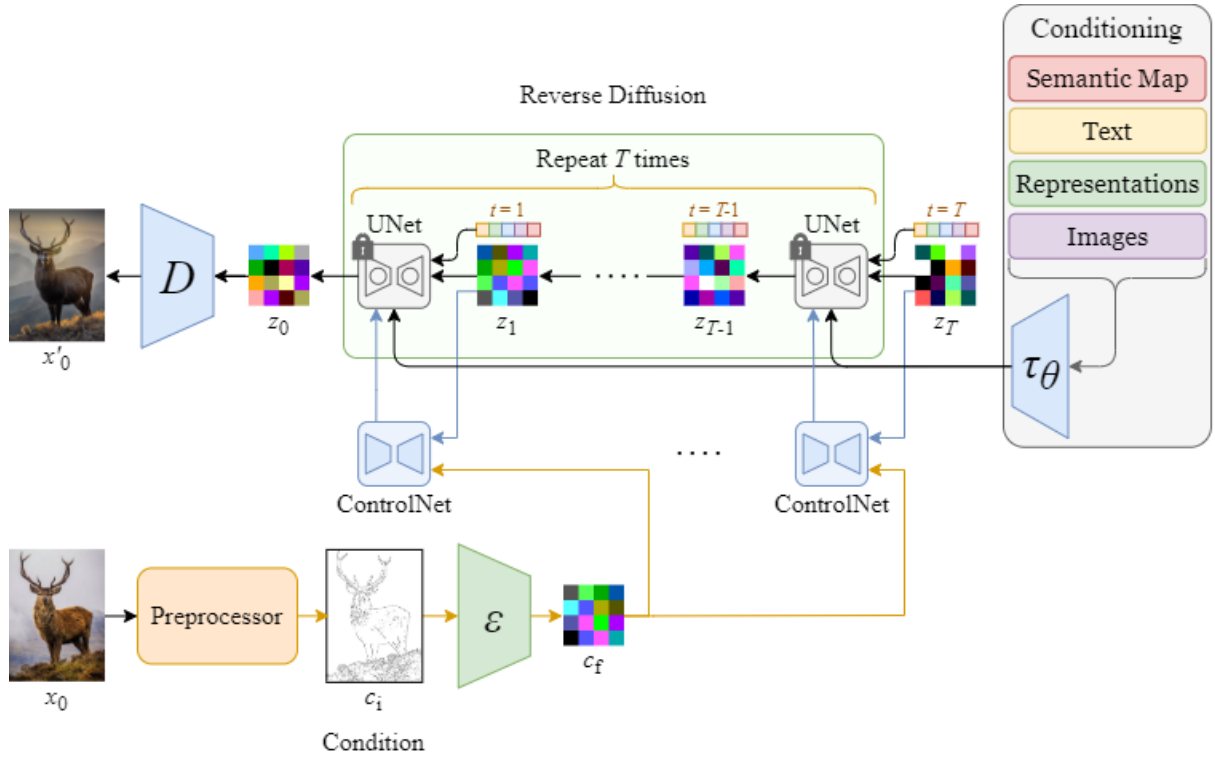 Conditioning
Semantic Map
Text
Representations
Images
τθ
Reverse Diffusion
Repeat T times
UNet
t = 1
t = T-1
UNet
t = T
D
x'0
z0
z1
. . . .
zT-1
zT
ControlNet
. . . .
ControlNet
Preprocessor
ε
x0
ci
cf
Condition